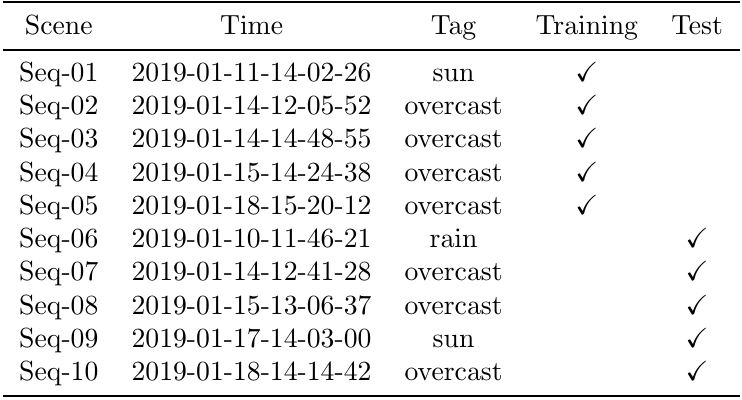 Scene Time Tag Training Test
Seq-01 2019-01-11-14-02-26 sun ✓
Seq-02 2019-01-14-12-05-52 overcast ✓
Seq-03 2019-01-14-14-48-55 overcast ✓
Seq-04 2019-01-15-14-24-38 overcast ✓
Seq-05 2019-01-18-15-20-12 overcast ✓
Seq-06 2019-01-10-11-46-21 rain ✓
Seq-07 2019-01-14-12-41-28 overcast ✓
Seq-08 2019-01-15-13-06-37 overcast ✓
Seq-09 2019-01-17-14-03-00 sun ✓
Seq-10 2019-01-18-14-14-42 overcast ✓